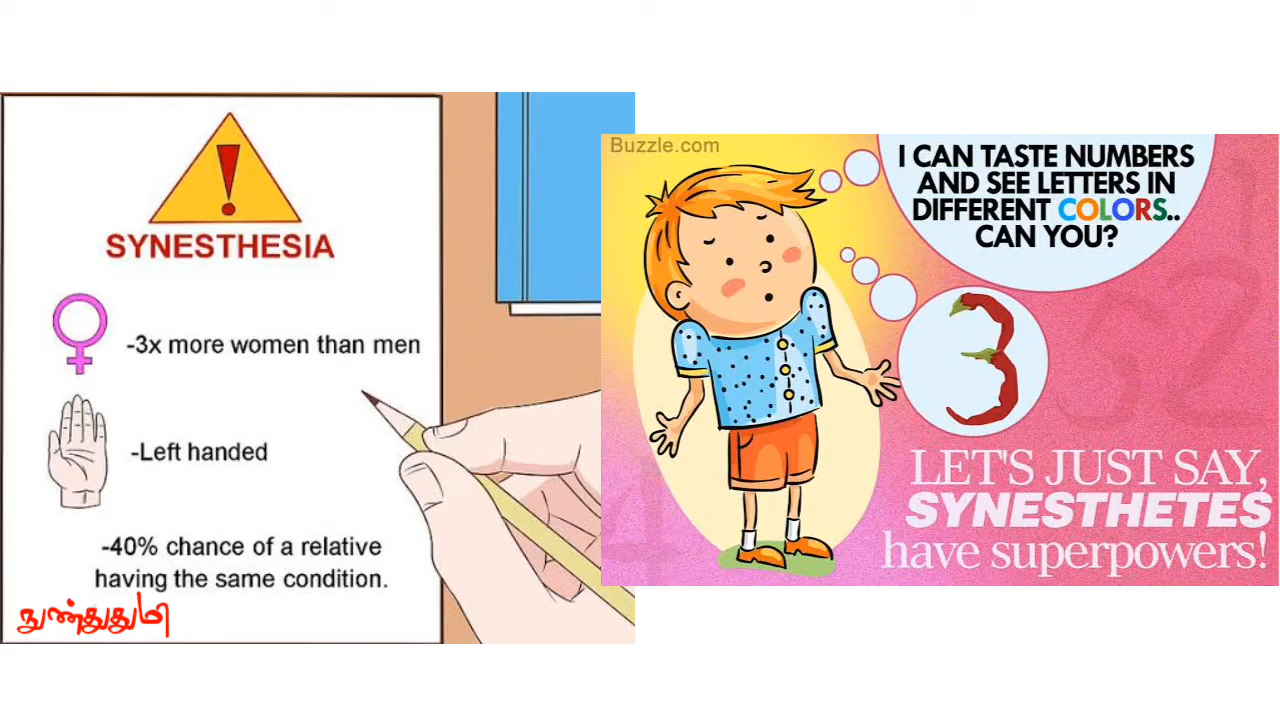 SYNESTHESIA
-3x more women than men
-Left handed
-40% chance of a relative
having the same condition.
நுண்துதுமி
Buzzle.com
I CAN TASTE NUMBERS
AND SEE LETTERS IN
DIFFERENT COLORS..
CAN YOU?
3
LET'S JUST SAY,
SYNESTHETES
have superpowers!